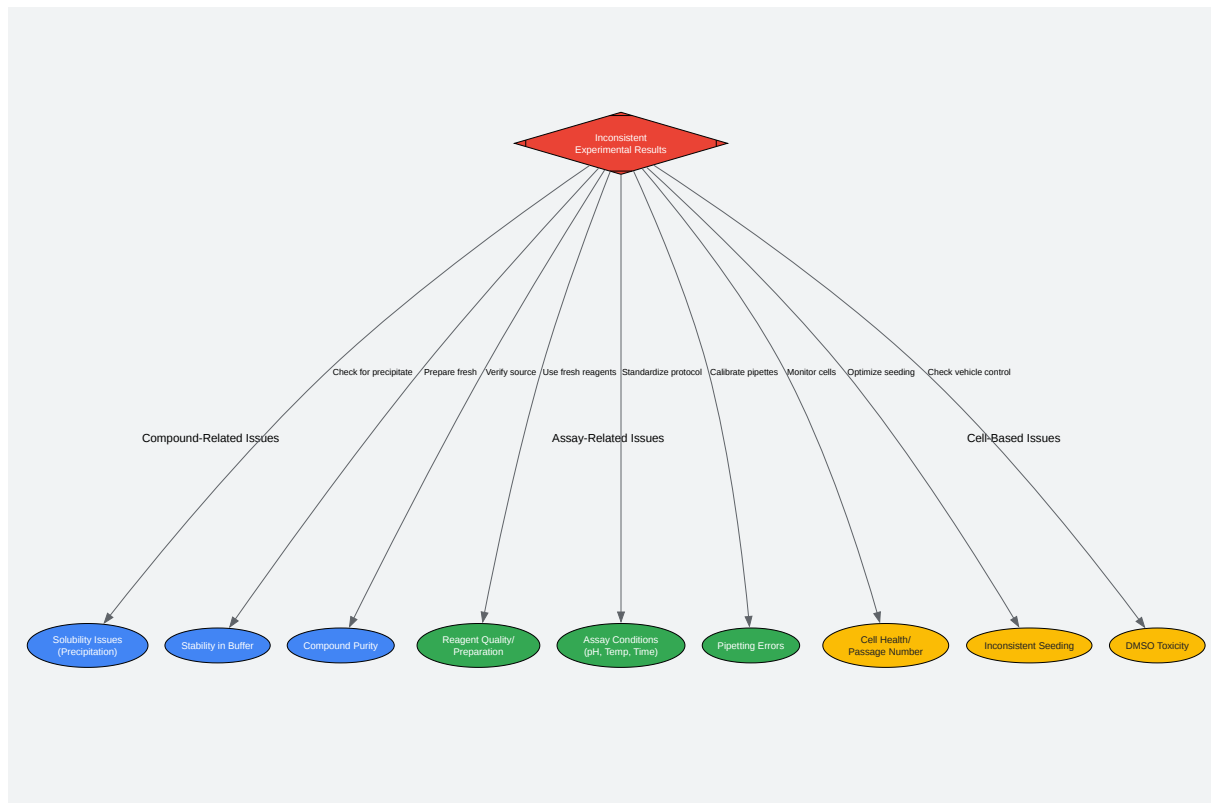 Inconsistent
Experimental Results
Check for precipitate
Prepare fresh
Verify source
Use fresh reagents
Standardize protocol
Calibrate pipettes
Monitor cells
Optimize seeding
Check vehicle control
Compound-Related Issues
Assay-Related Issues
Cell-Based Issues
Solubility Issues
(Precipitation)
Stability in Buffer
Compound Purity
Reagent Quality/
Preparation
Assay Conditions
(pH, Temp, Time)
Pipetting Errors
Cell Health/
Passage Number
Inconsistent Seeding
DMSO Toxicity